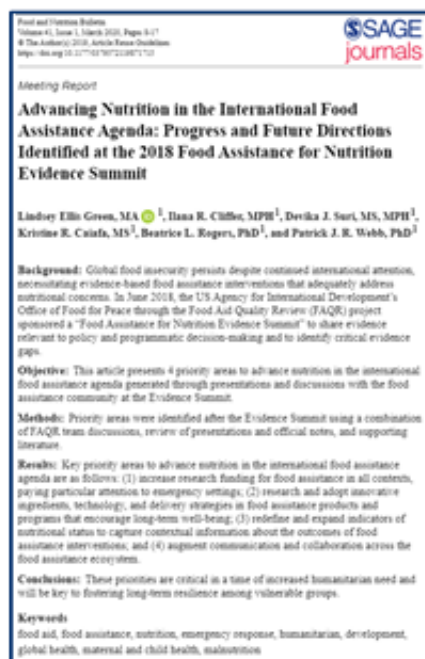 Food and Nutrition Bulletin
Volume 41, Issue 1, March 2020, Pages 8-17
© The Author(s) 2019, Article Reuse Guidelines
SAGE
journals
Meeting Report
Advancing Nutrition in the International Food
Assistance Agenda: Progress and Future Directions
Identified at the 2018 Food Assistance for Nutrition
Evidence Summit
Lindsey Ellis Green, MA iD 1, Ilana R. Cliffer, MPH1, Devika J. Suri, MS, MPH1,
Kristine R. Caiafa, MS1, Beatrice L. Rogers, PhD1, and Patrick J. R. Webb, PhD1
Background: Global food insecurity persists despite continued international attention,
necessitating evidence-based food assistance interventions that adequately address
nutritional concerns. In June 2018, the US Agency for International Development's
Office of Food for Peace through the Food Aid Quality Review (FAQR) project
sponsored a "Food Assistance for Nutrition Evidence Summit" to share evidence
relevant to policy and programmatic decision-making and to identify critical evidence
gaps.
Objective: This article presents 4 priority areas to advance nutrition in the international
food assistance agenda generated through presentations and discussions with the food
assistance community at the Evidence Summit.
Methods: Priority areas were identified after the Evidence Summit using a combination
of FAQR team discussions, review of presentations and official notes, and supporting
literature.
Results: Key priority areas to advance nutrition in the international food assistance
agenda are as follows: (1) increase research funding for food assistance in all contexts,
paying particular attention to emergency settings; (2) research and adopt innovative
ingredients, technology, and delivery strategies in food assistance products and
programs that encourage long-term well-being; (3) redefine and expand indicators of
nutritional status to capture contextual information about the outcomes of food
assistance interventions; and (4) augment communication and collaboration across the
food assistance ecosystem.
Conclusions: These priorities are critical in a time of increased humanitarian need and
will be key to fostering long-term resilience among vulnerable groups.
Keywords
food aid, food assistance, nutrition, emergency response, humanitarian, development,
global health, maternal and child health, malnutrition